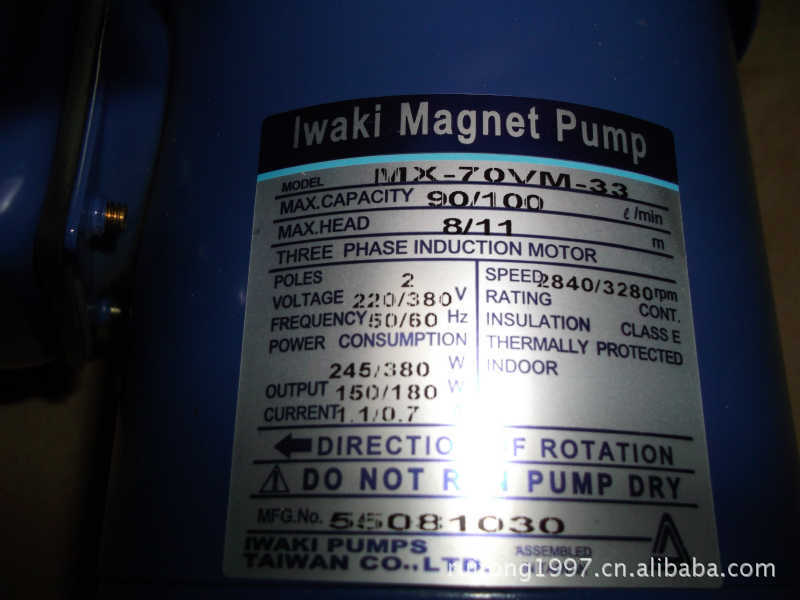 Iwaki Magnet Pump
MODEL MX-70VM-33
MAX.CAPACITY 90/100 ℓ/min
MAX.HEAD 8/11 m
THREE PHASE INDUCTION MOTOR
POLES 2
VOLTAGE 220/380 V
FREQUENCY 50/60 Hz
POWER CONSUMPTION
245/380 W
OUTPUT 150/180 W
CURRENT 1.1/0.7
SPEED 2840/3280 rpm
RATING CONT.
INSULATION CLASS E
THERMALLY PROTECTED
INDOOR
DIRECTIO F ROTATION
DO NOT R N PUMP DRY
MFG.No. 55081030
IWAKI PUMPS
TAIWAN CO.,LTD.
ASSEMBLED
1997.cn.alibaba.com